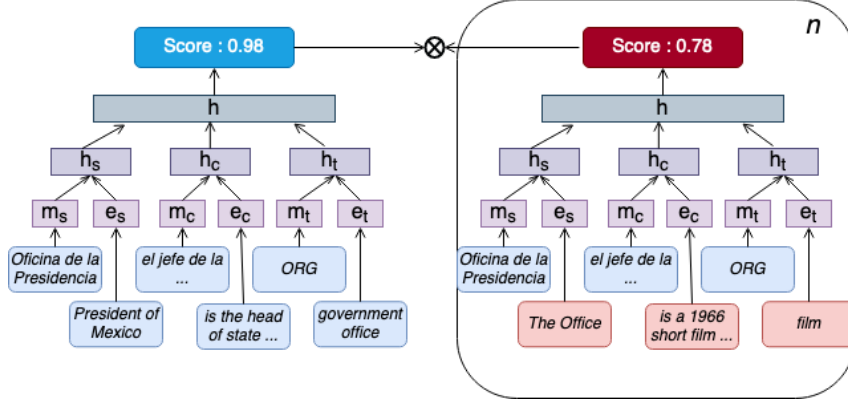 n
Score : 0.98
⊗
Score : 0.78
h
h
hs
hc
ht
hs
hc
ht
ms
es
mc
ec
mt
et
ms
es
mc
ec
mt
et
Oficina de la
Presidencia
el jefe de la
...
ORG
Oficina de la
Presidencia
el jefe de la
...
ORG
President of
Mexico
is the head
of state ...
government
office
The Office
is a 1966
short film ...
film